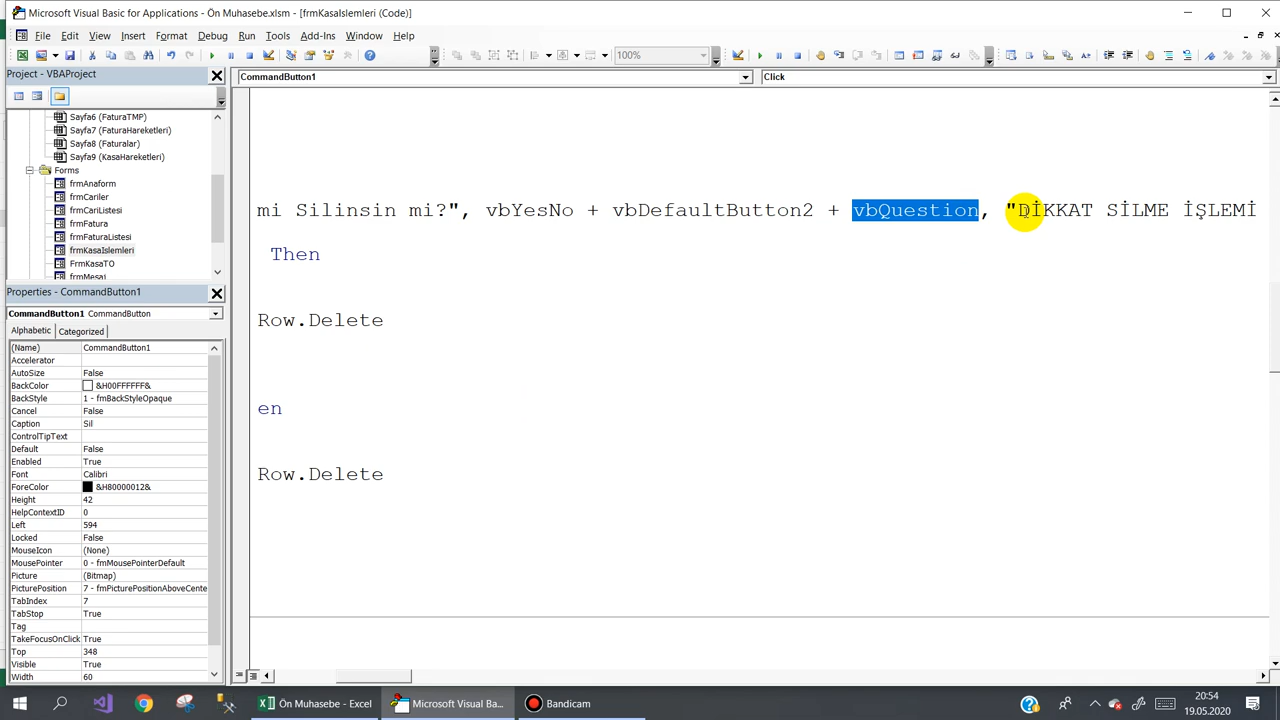 Microsoft Visual Basic for Applications - Ön Muhasebe.xlsm - [frmKasaIslemleri (Code)]
File Edit View Insert Format Debug Run Tools Add-Ins Window Help
100%
Project - VBAProject
CommandButton1
Click
Sayfa6 (FaturaTMP)
Sayfa7 (FaturaHareketleri)
Sayfa8 (Faturalar)
Sayfa9 (KasaHareketleri)
Forms
frmAnaform
frmCariler
frmCariListesi
frmFatura
frmFaturaListesi
frmKasaIslemleri
FrmKasaTO
frmMesaj
mi Silinsin mi?", vbYesNo + vbDefaultButton2 + vbQuestion, "DİKKAT SİLME İŞLEMİ
Then
Row.Delete
en
Row.Delete
Properties - CommandButton1
CommandButton1 CommandButton
Alphabetic Categorized
(Name) CommandButton1
Accelerator
AutoSize False
BackColor &H00FFFFFF&
BackStyle 1 - fmBackStyleOpaque
Cancel False
Caption Sil
ControlTipText
Default False
Enabled True
Font Calibri
ForeColor &H80000012&
Height 42
HelpContextID 0
Left 594
Locked False
MouseIcon (None)
MousePointer 0 - fmMousePointerDefault
Picture (Bitmap)
PicturePosition 7 - fmPicturePositionAboveCente
TabIndex 7
TabStop True
Tag
TakeFocusOnClick True
Top 348
Visible True
Width 60
Ön Muhasebe - Excel
Microsoft Visual Ba...
Bandicam
20:54
19.05.2020